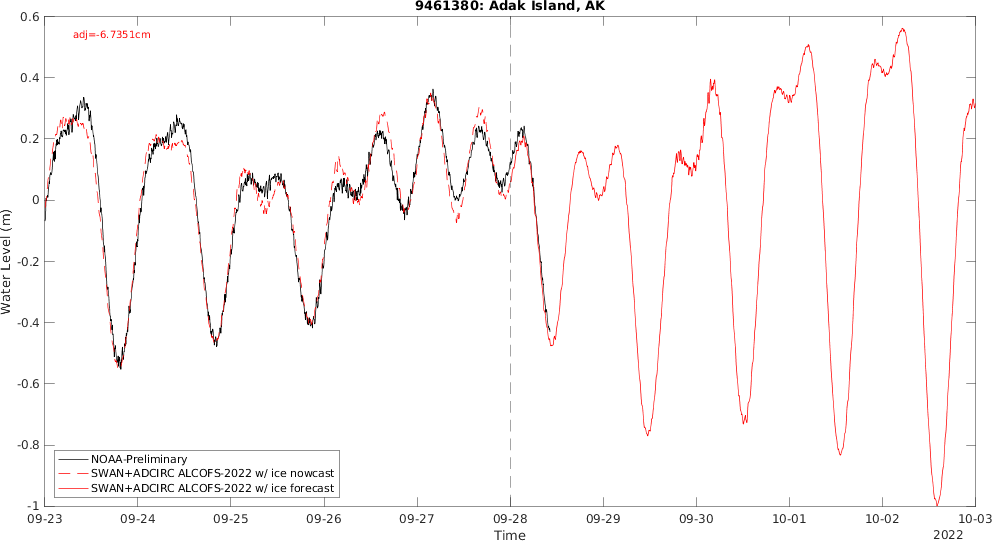 9461380: Adak Island, AK
adj=-6.7351cm
Water Level (m)
0.6
0.4
0.2
0
-0.2
-0.4
-0.6
-0.8
-1
NOAA-Preliminary
SWAN+ADCIRC ALCOFS-2022 w/ ice nowcast
SWAN+ADCIRC ALCOFS-2022 w/ ice forecast
09-23 09-24 09-25 09-26 09-27 09-28 09-29 09-30 10-01 10-02 10-03
Time
2022